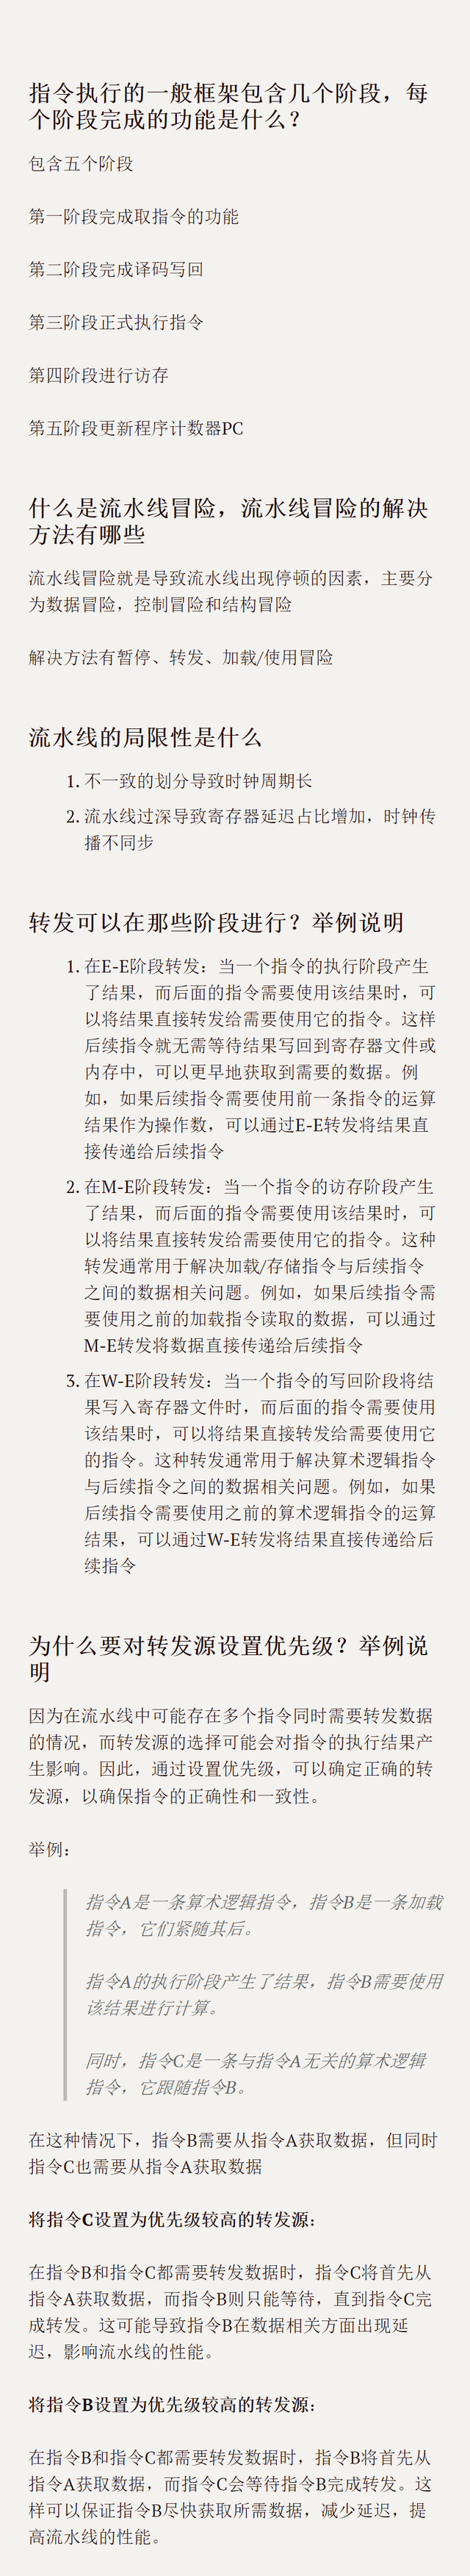 指令执行的一般框架包含几个阶段，每
个阶段完成的功能是什么？
包含五个阶段
第一阶段完成取指令的功能
第二阶段完成译码写回
第三阶段正式执行指令
第四阶段进行访存
第五阶段更新程序计数器PC
什么是流水线冒险，流水线冒险的解决
方法有哪些
流水线冒险就是导致流水线出现停顿的因素，主要分
为数据冒险，控制冒险和结构冒险
解决方法有暂停、转发、加载/使用冒险
流水线的局限性是什么
1. 不一致的划分导致时钟周期长
2. 流水线过深导致寄存器延迟占比增加，时钟传
播不同步
转发可以在那些阶段进行？举例说明
1. 在E-E阶段转发：当一个指令的执行阶段产生
了结果，而后面的指令需要使用该结果时，可
以将结果直接转发给需要使用它的指令。这样
后续指令就无需等待结果写回到寄存器文件或
内存中，可以更早地获取到需要的数据。例
如，如果后续指令需要使用前一条指令的运算
结果作为操作数，可以通过E-E转发将结果直
接传递给后续指令
2. 在M-E阶段转发：当一个指令的访存阶段产生
了结果，而后面的指令需要使用该结果时，可
以将结果直接转发给需要使用它的指令。这种
转发通常用于解决加载/存储指令与后续指令
之间的数据相关问题。例如，如果后续指令需
要使用之前的加载指令读取的数据，可以通过
M-E转发将数据直接传递给后续指令
3. 在W-E阶段转发：当一个指令的写回阶段将结
果写入寄存器文件时，而后面的指令需要使用
该结果时，可以将结果直接转发给需要使用它
的指令。这种转发通常用于解决算术逻辑指令
与后续指令之间的数据相关问题。例如，如果
后续指令需要使用之前的算术逻辑指令的运算
结果，可以通过W-E转发将结果直接传递给后
续指令
为什么要对转发源设置优先级？举例说
明
因为在流水线中可能存在多个指令同时需要转发数据
的情况，而转发源的选择可能会对指令的执行结果产
生影响。因此，通过设置优先级，可以确定正确的转
发源，以确保指令的正确性和一致性。
举例：
指令A是一条算术逻辑指令，指令B是一条加载
指令，它们紧随其后。
指令A的执行阶段产生了结果，指令B需要使用
该结果进行计算。
同时，指令C是一条与指令A无关的算术逻辑
指令，它跟随指令B。
在这种情况下，指令B需要从指令A获取数据，但同时
指令C也需要从指令A获取数据
将指令C设置为优先级较高的转发源：
在指令B和指令C都需要转发数据时，指令C将首先从
指令A获取数据，而指令B则只能等待，直到指令C完
成转发。这可能导致指令B在数据相关方面出现延
迟，影响流水线的性能。
将指令B设置为优先级较高的转发源：
在指令B和指令C都需要转发数据时，指令B将首先从
指令A获取数据，而指令C会等待指令B完成转发。这
样可以保证指令B尽快获取所需数据，减少延迟，提
高流水线的性能。